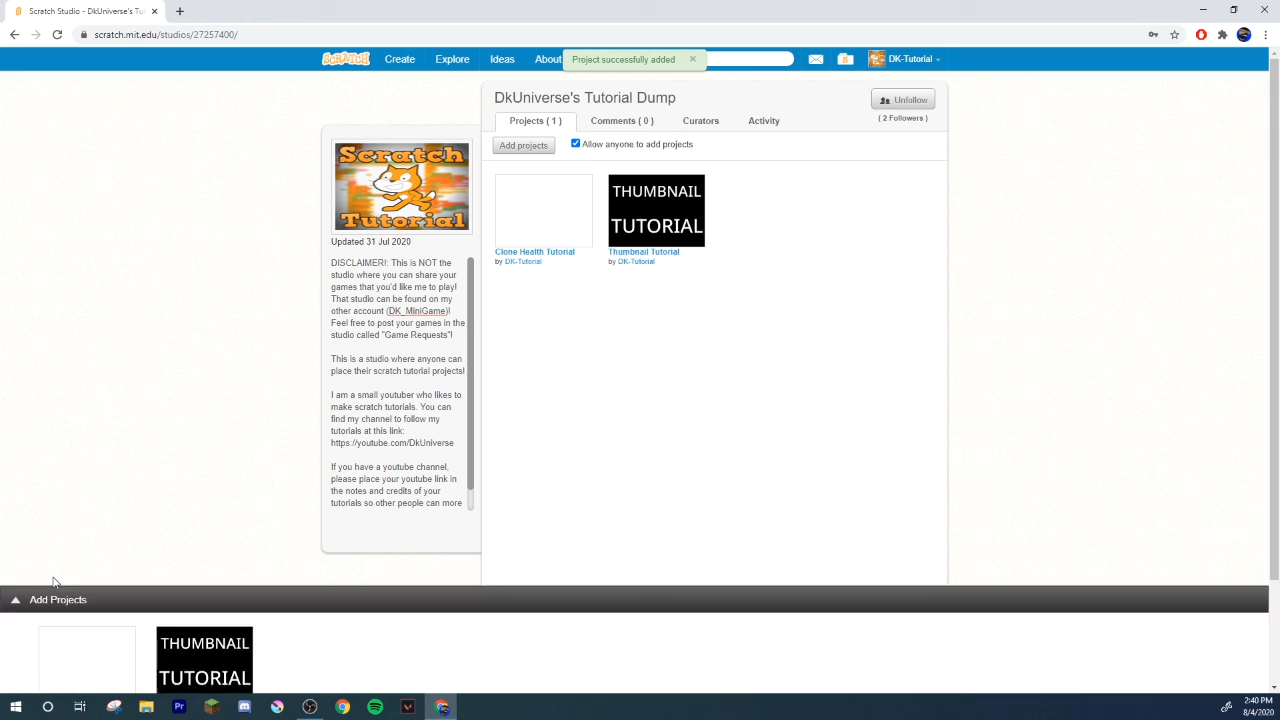 Scratch Studio - DkUniverse's Tut
scratch.mit.edu/studios/27257400/
SCRATCH
Create
Explore
Ideas
About
Project successfully added
DK-Tutorial
DkUniverse's Tutorial Dump
Unfollow
( 2 Followers )
Projects ( 1 )
Comments ( 0 )
Curators
Activity
Add projects
Allow anyone to add projects
Scratch
Tutorial
Updated 31 Jul 2020
DISCLAIMER!: This is NOT the
studio where you can share your
games that you'd like me to play!
That studio can be found on my
other account (DK_MiniGame)!
Feel free to post your games in the
studio called "Game Requests"!
This is a studio where anyone can
place their scratch tutorial projects!
I am a small youtuber who likes to
make scratch tutorials. You can
find my channel to follow my
tutorials at this link:
https://youtube.com/DkUniverse
If you have a youtube channel,
please place your youtube link in
the notes and credits of your
tutorials so other people can more
Clone Health Tutorial
by DK-Tutorial
THUMBNAIL
TUTORIAL
Thumbnail Tutorial
by DK-Tutorial
Add Projects
THUMBNAIL
TUTORIAL
Pr
2:40 PM
8/4/2020